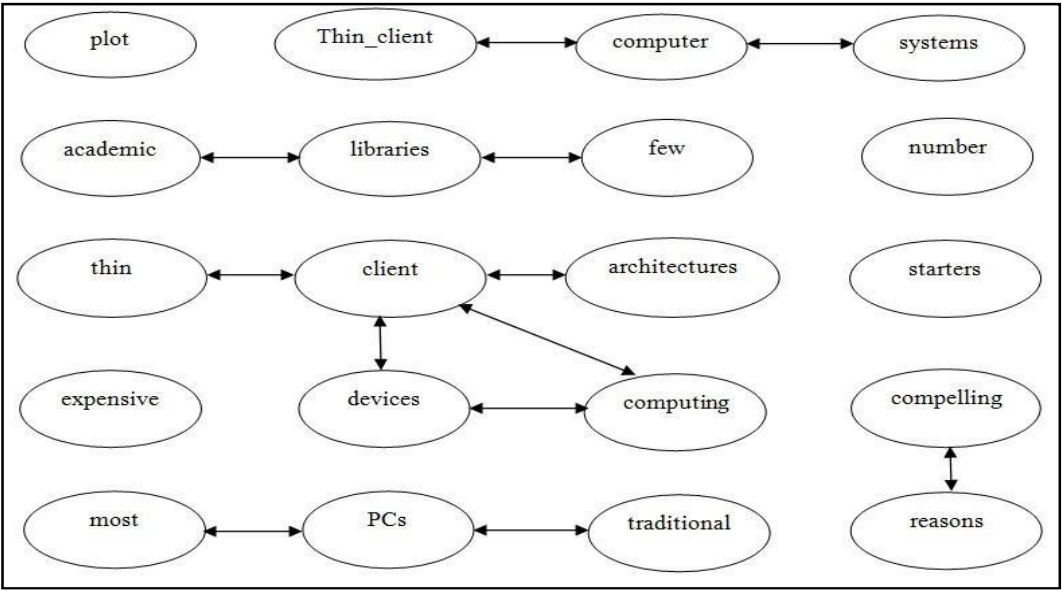 plot Thin_client computer systems
academic libraries few number
thin client architectures starters
expensive devices computing compelling
most PCs traditional reasons